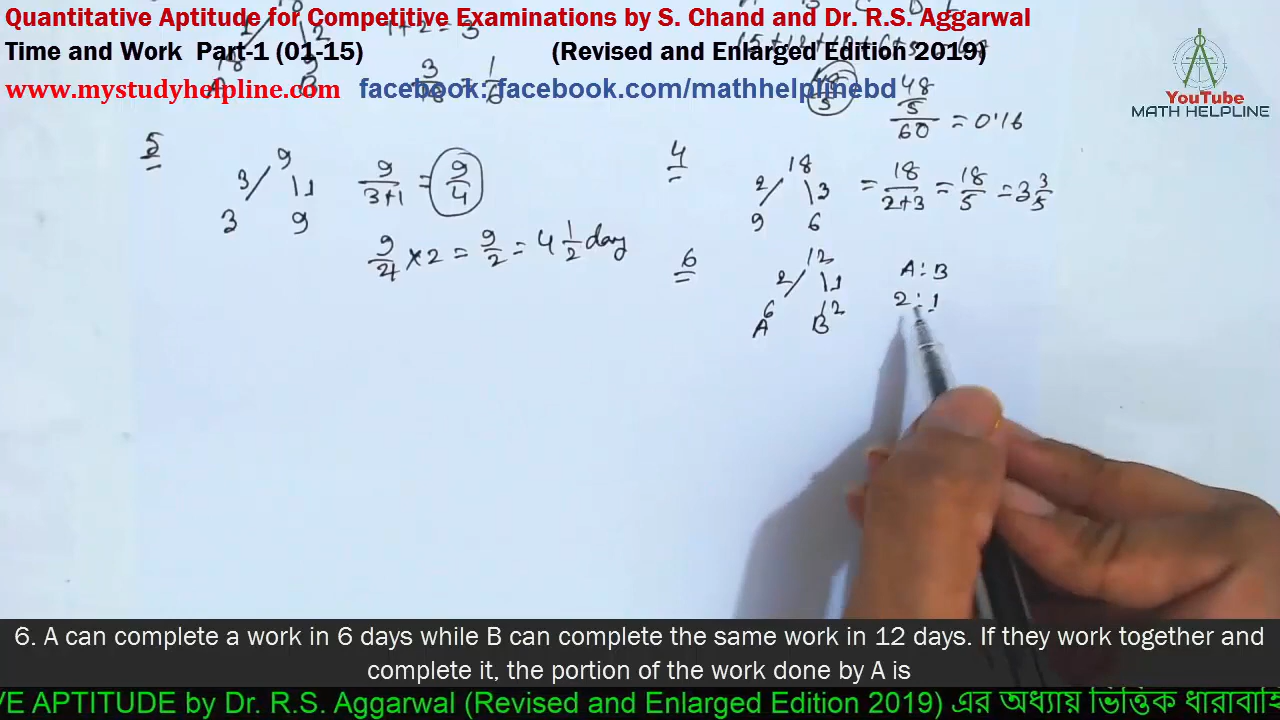 Quantitative Aptitude for Competitive Examinations by S. Chand and Dr. R.S. Aggarwal
Time and Work Part-1 (01-15) (Revised and Enlarged Edition 2019)
www.mystudyhelpline.com facebook: facebook.com/mathhelplinebd
YouTube
MATH HELPLINE
1+2=3
48/5/60 = 0.16
5
9
3 1
3 9
9/3+1 = 9/4
9/4 × 2 = 9/2 = 4 1/2 day
4
18
2 3
9 6
= 18/2+3 = 18/5 = 3 3/5
6
12
2 1
6 12
A B
A : B
2 : 1
6. A can complete a work in 6 days while B can complete the same work in 12 days. If they work together and
complete it, the portion of the work done by A is
VE APTITUDE by Dr. R.S. Aggarwal (Revised and Enlarged Edition 2019) এর অধ্যায় ভিত্তিক ধারাবাহি